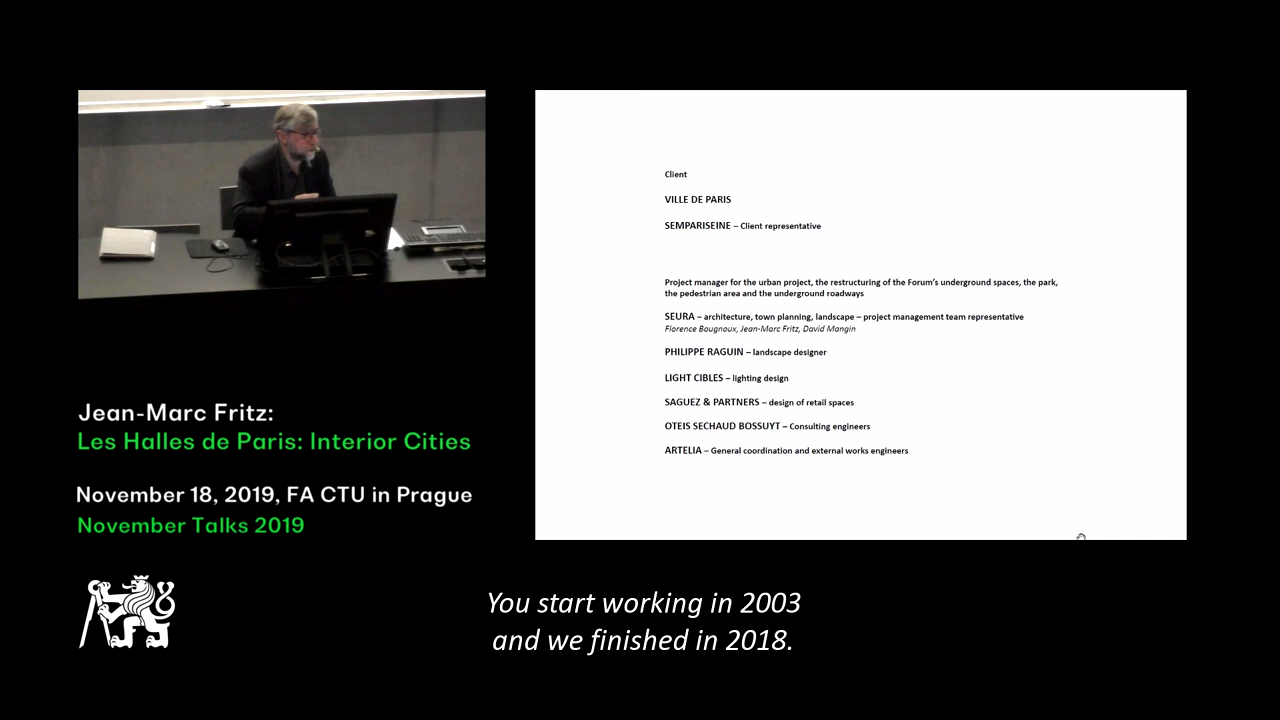 Client
VILLE DE PARIS
SEMPARISEINE – Client representative
Project manager for the urban project, the restructuring of the Forum's underground spaces, the park,
the pedestrian area and the underground roadways
SEURA – architecture, town planning, landscape – project management team representative
Florence Bougnoux, Jean-Marc Fritz, David Mangin
PHILIPPE RAGUIN – landscape designer
LIGHT CIBLES – lighting design
SAGUEZ & PARTNERS – design of retail spaces
OTEIS SECHAUD BOSSUYT – Consulting engineers
ARTELIA – General coordination and external works engineers
Jean-Marc Fritz:
Les Halles de Paris: Interior Cities
November 18, 2019, FA CTU in Prague
November Talks 2019
You start working in 2003
and we finished in 2018.